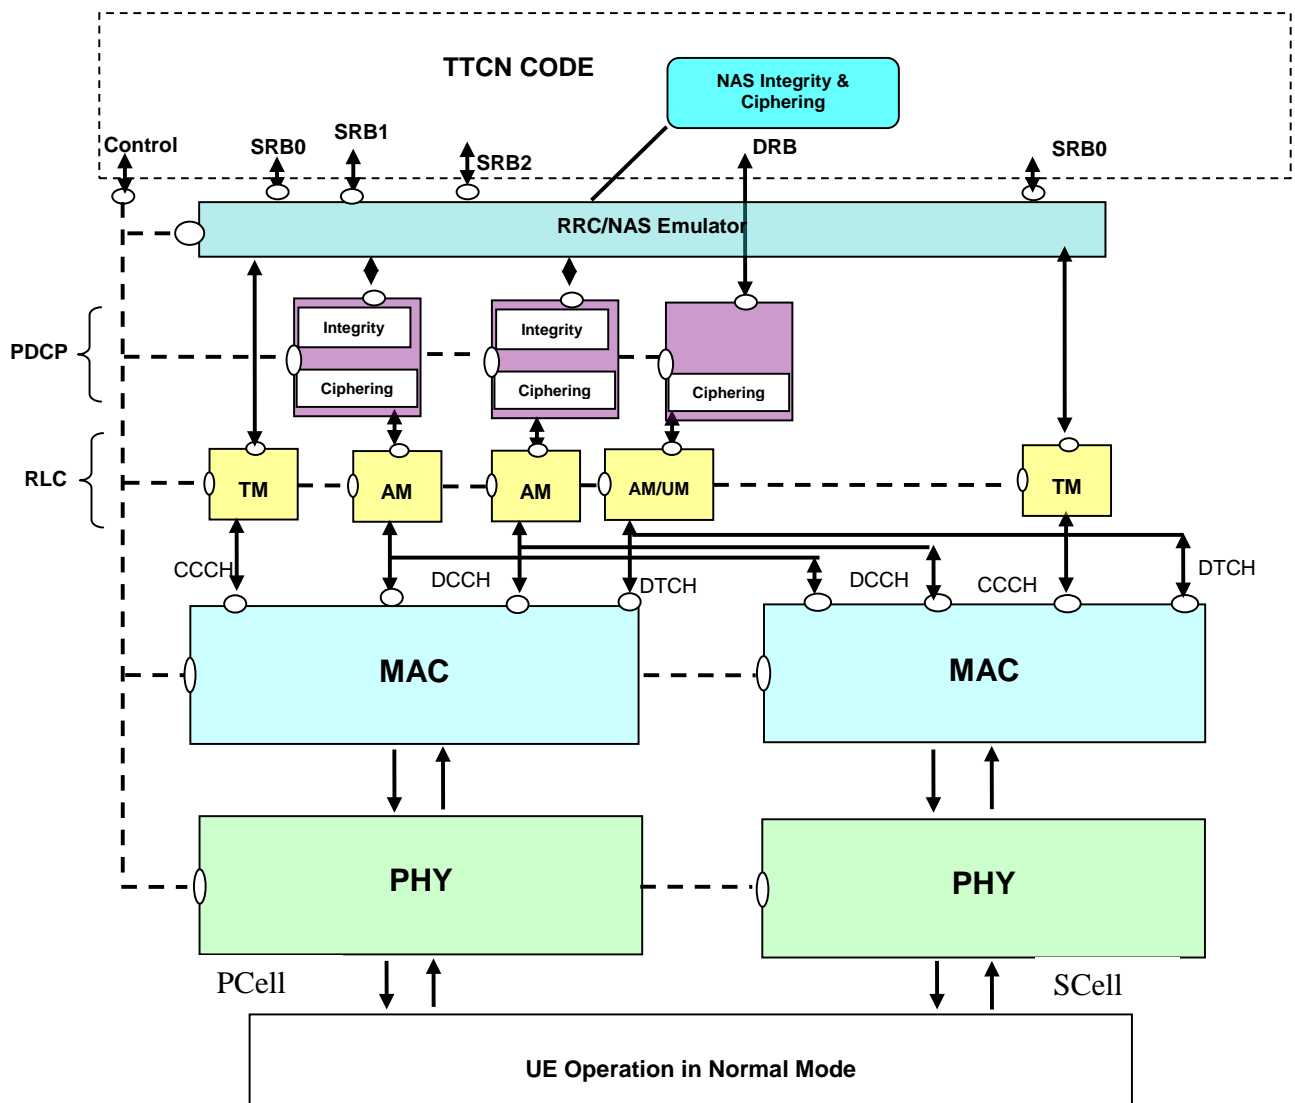 TTCN CODE
NAS Integrity &
Ciphering
Control
SRB0
SRB1
SRB2
DRB
SRB0
RRC/NAS Emulator
PDCP
Integrity
Ciphering
Integrity
Ciphering
Ciphering
RLC
TM
AM
AM
AM/UM
TM
CCCH
DCCH
DTCH
DCCH
CCCH
DTCH
MAC
MAC
PHY
PHY
PCell
SCell
UE Operation in Normal Mode